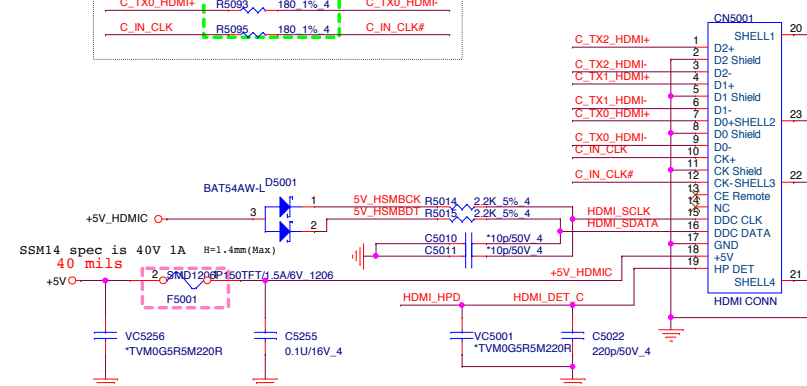 C_TX0_HDMI+ R5093 180_1%_4 C_TX0_HDMI-
C_IN_CLK R5095 180_1%_4 C_IN_CLK#
CN5001
20
SHELL1
C_TX2_HDMI+ 1 D2+
2 D2 Shield
C_TX2_HDMI- 3 D2-
C_TX1_HDMI+ 4 D1+
5 D1 Shield
C_TX1_HDMI- 6 D1-
C_TX0_HDMI+ 7 D0+ SHELL2 23
8 D0 Shield
C_TX0_HDMI- 9 D0-
C_IN_CLK 10 CK+
11 CK Shield
C_IN_CLK# 12 CK- SHELL3 22
13 CE Remote
14 NC
HDMI_SCLK 15 DDC CLK
HDMI_SDATA 16 DDC DATA
17 GND
+5V_HDMIC 18 +5V
19 HP DET
SHELL4 21
HDMI CONN
BAT54AW-L D5001
+5V_HDMIC 3
1 5V_HSMBCK R5014 2.2K_5%_4
2 5V_HSMBDT R5015 2.2K_5%_4
C5010 *10p/50V_4
C5011 *10p/50V_4
SSM14 spec is 40V 1A H=1.4mm(Max)
40 mils
+5V 2 1 SMD1206P150TFT/1.5A/6V_1206
F5001
HDMI_HPD HDMI_DET_C
VC5256
*TVM0G5R5M220R
C5255
0.1U/16V_4
VC5001
*TVM0G5R5M220R
C5022
220p/50V_4